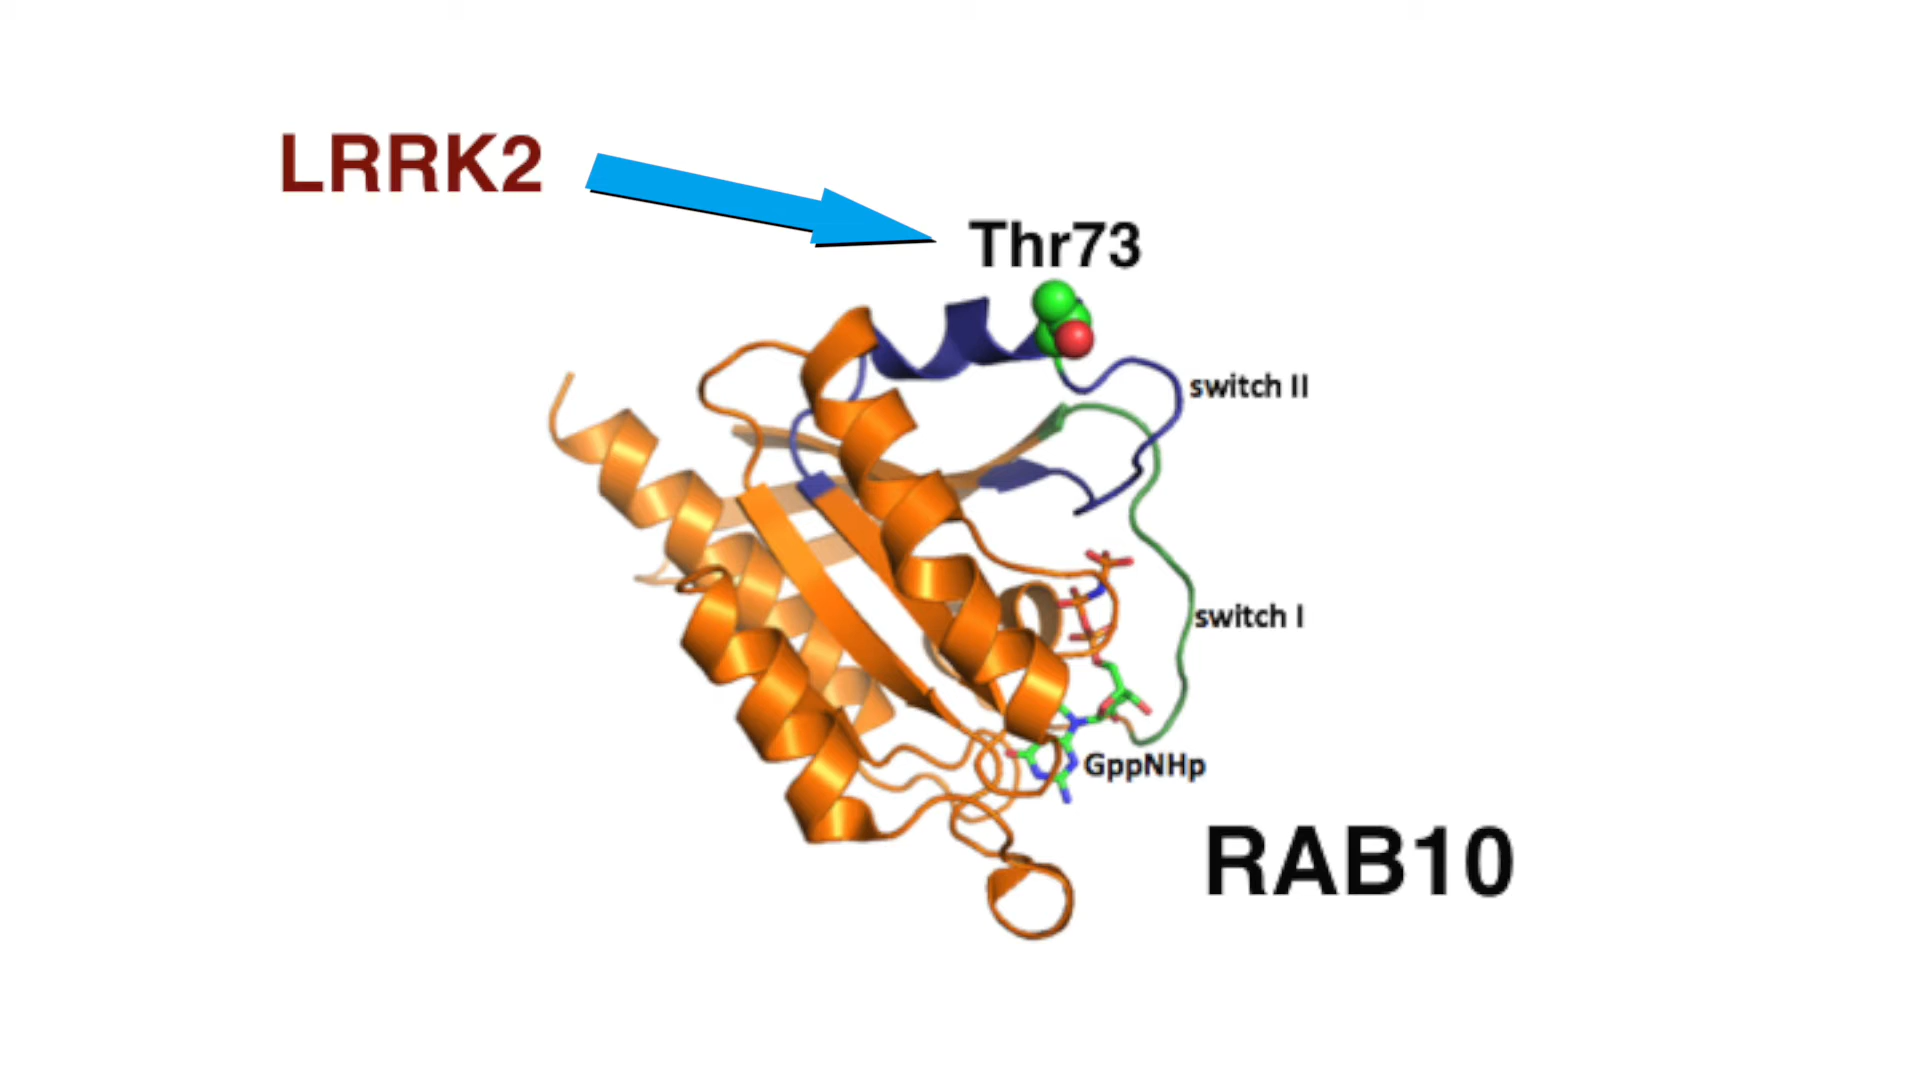 LRRK2
Thr73
switch II
switch I
GppNHp
RAB10